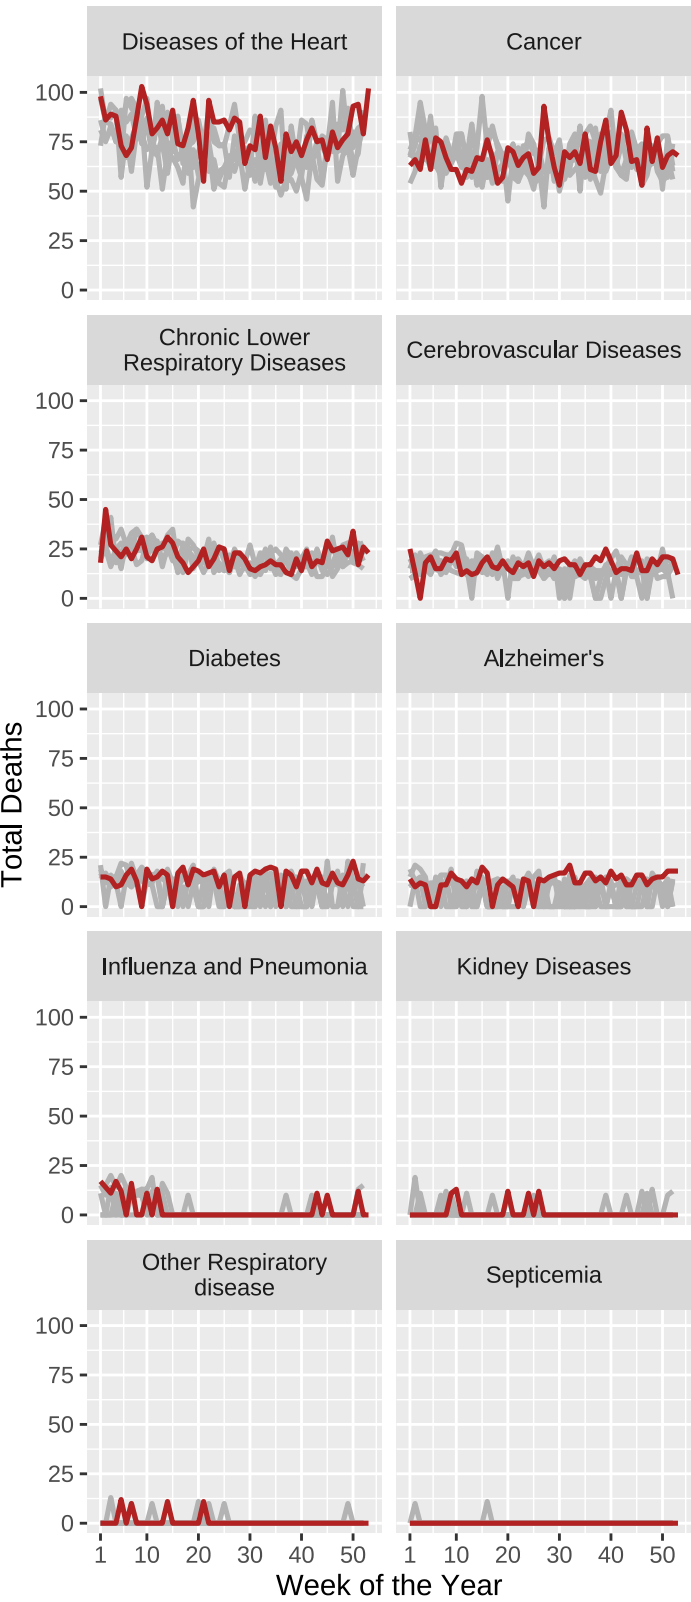 Diseases of the Heart
Cancer
100
75
50
25
0
Chronic Lower
Respiratory Diseases
Cerebrovascular Diseases
100
75
50
25
0
Diabetes
Alzheimer's
100
75
50
25
0
Total Deaths
Influenza and Pneumonia
Kidney Diseases
100
75
50
25
0
Other Respiratory
disease
Septicemia
100
75
50
25
0
1 10 20 30 40 50
1 10 20 30 40 50
Week of the Year